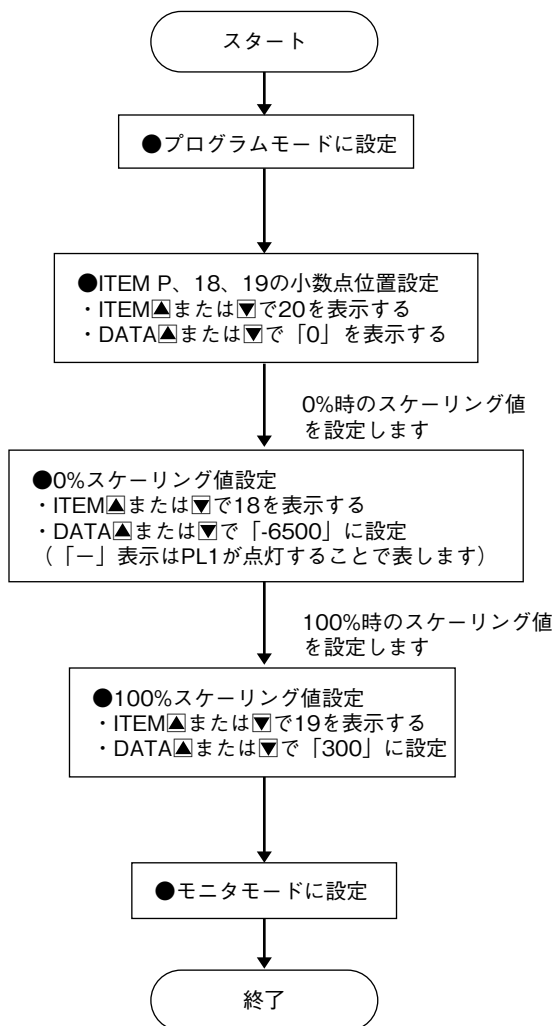 スタート
●プログラムモードに設定
●ITEM P、18、19の小数点位置設定
・ITEM▲または▼で20を表示する
・DATA▲または▼で「0」を表示する
0%時のスケーリング値
を設定します
●0%スケーリング値設定
・ITEM▲または▼で18を表示する
・DATA▲または▼で「-6500」に設定
（「－」表示はPL1が点灯することで表します）
100%時のスケーリング値
を設定します
●100%スケーリング値設定
・ITEM▲または▼で19を表示する
・DATA▲または▼で「300」に設定
●モニタモードに設定
終了